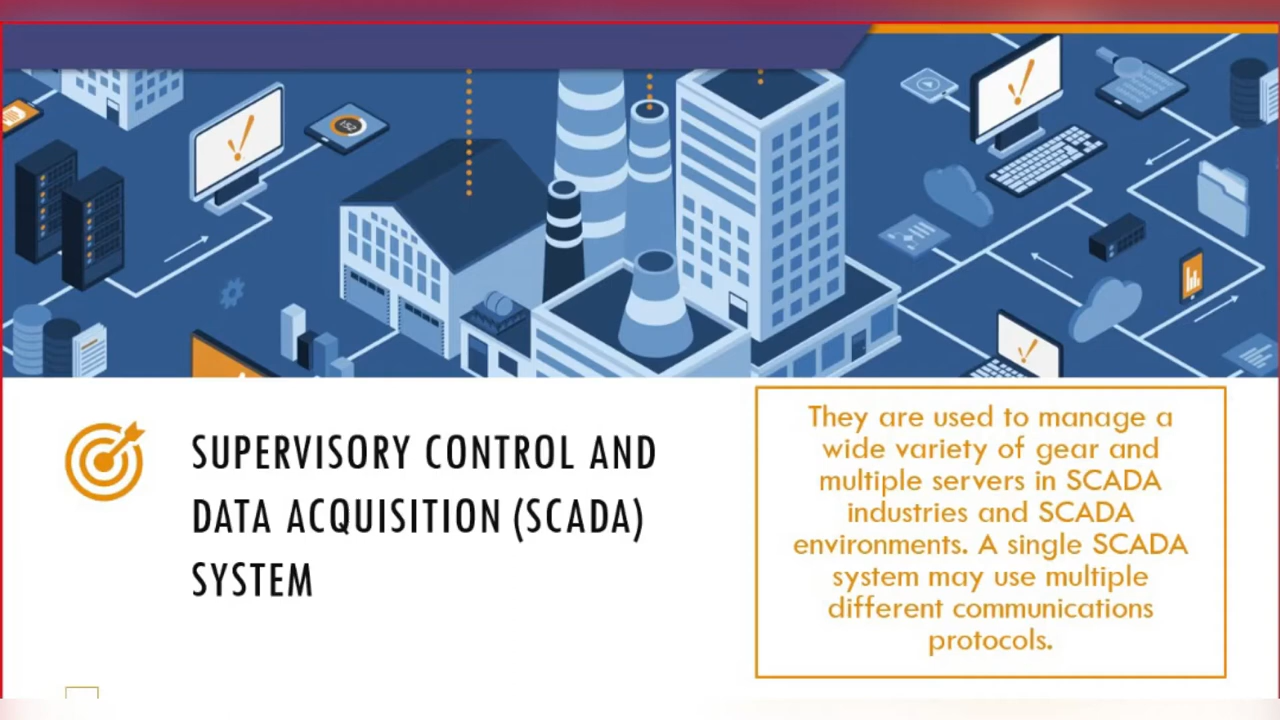 152
SUPERVISORY CONTROL AND
DATA ACQUISITION (SCADA)
SYSTEM
They are used to manage a
wide variety of gear and
multiple servers in SCADA
industries and SCADA
environments. A single SCADA
system may use multiple
different communications
protocols.